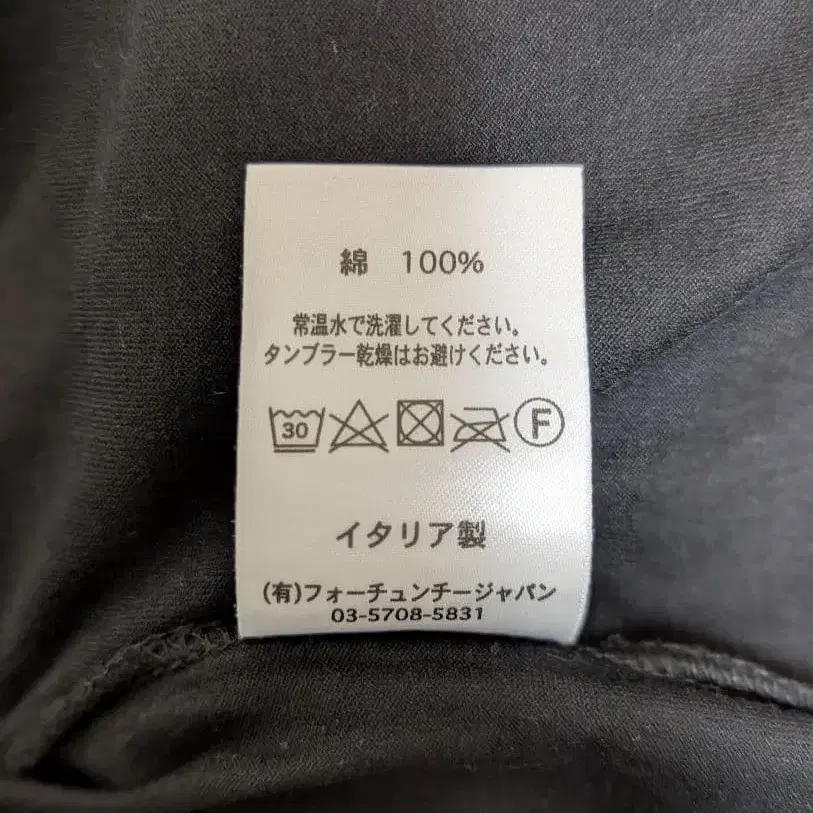 綿　100%
常温水で洗濯してください。
タンブラー乾燥はお避けください。
30 F
イタリア製
(有)フォーチュンチージャパン
03-5708-5831